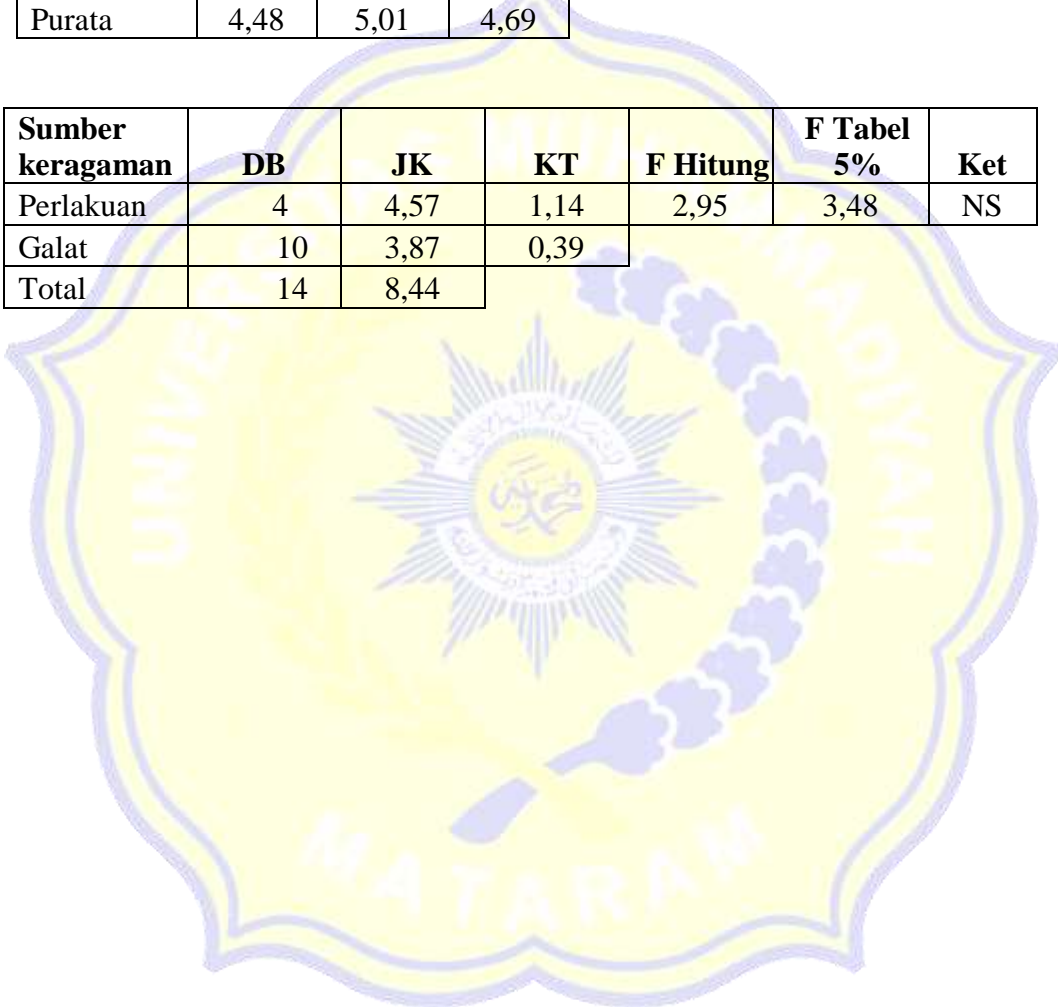 Purata 4,48 5,01 4,69
Sumber keragaman DB JK KT F Hitung F Tabel 5% Ket
Perlakuan 4 4,57 1,14 2,95 3,48 NS
Galat 10 3,87 0,39
Total 14 8,44
UNIVERSITAS MUHAMMADIYAH
MATARAM